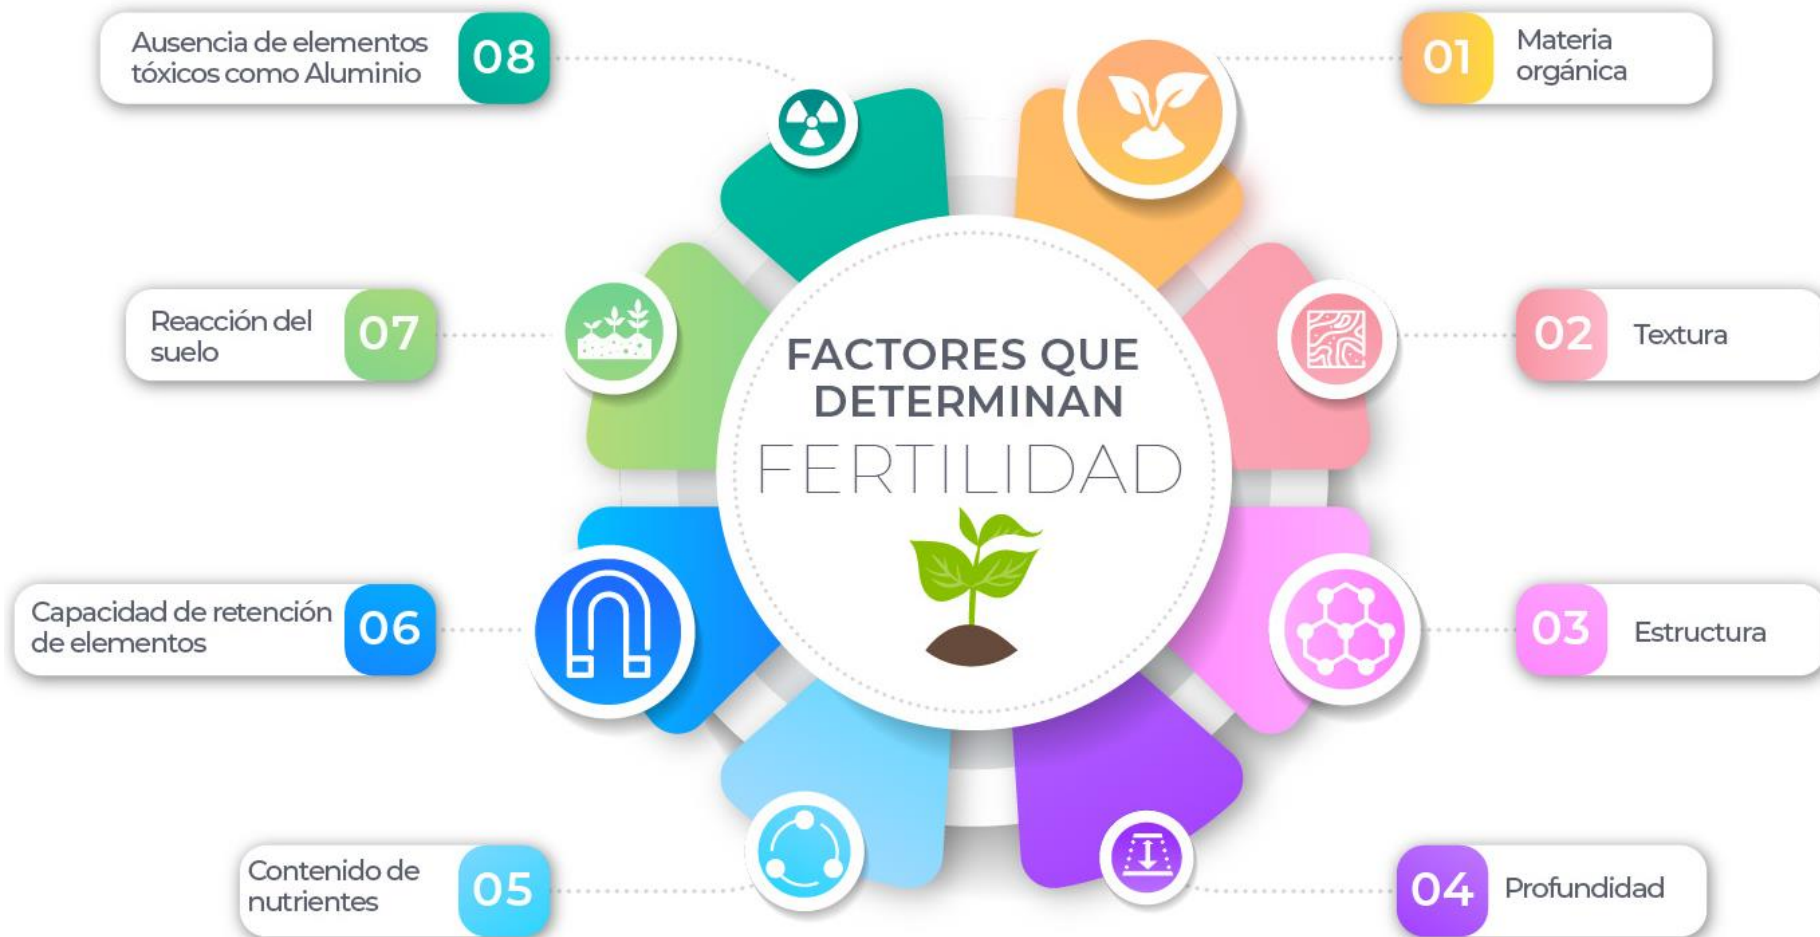 FACTORES QUE
DETERMINAN
FERTILIDAD
01
Materia
orgánica
02
Textura
03
Estructura
04
Profundidad
05
Contenido de
nutrientes
06
Capacidad de retención
de elementos
07
Reacción del
suelo
08
Ausencia de elementos
tóxicos como Aluminio